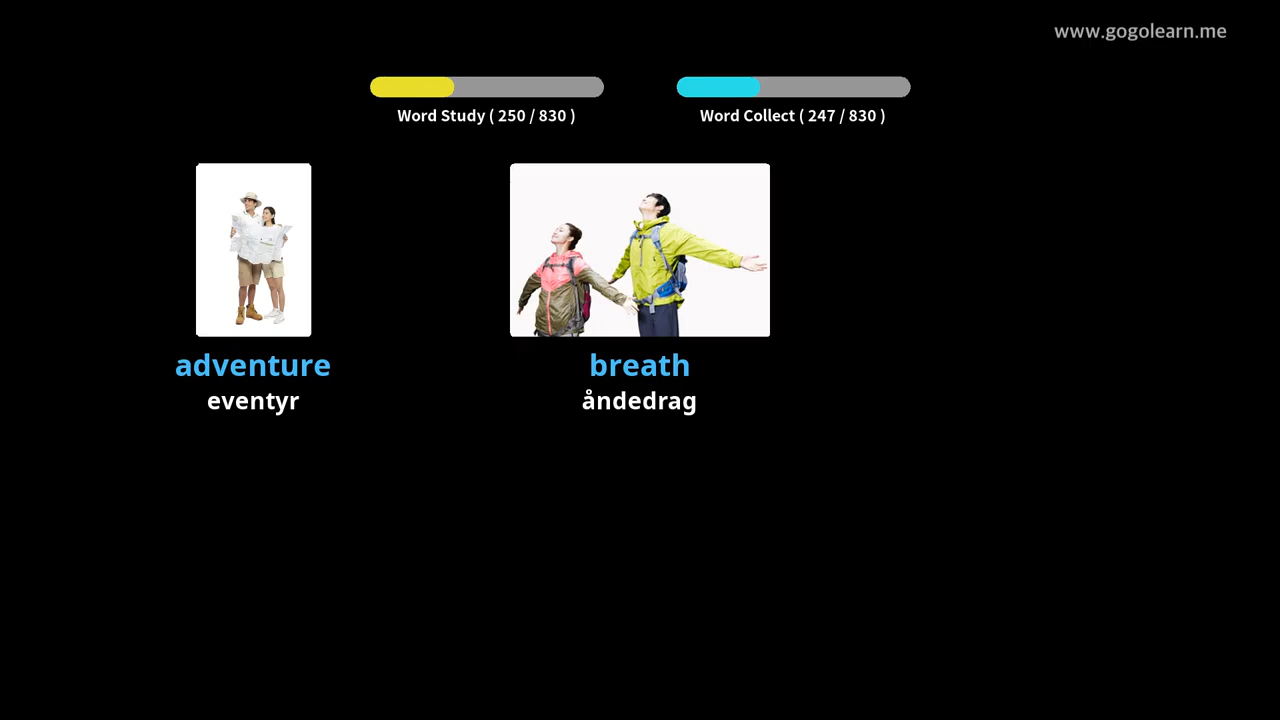 www.gogolearn.me
Word Study ( 250 / 830 )
Word Collect ( 247 / 830 )
adventure
eventyr
breath
åndedrag